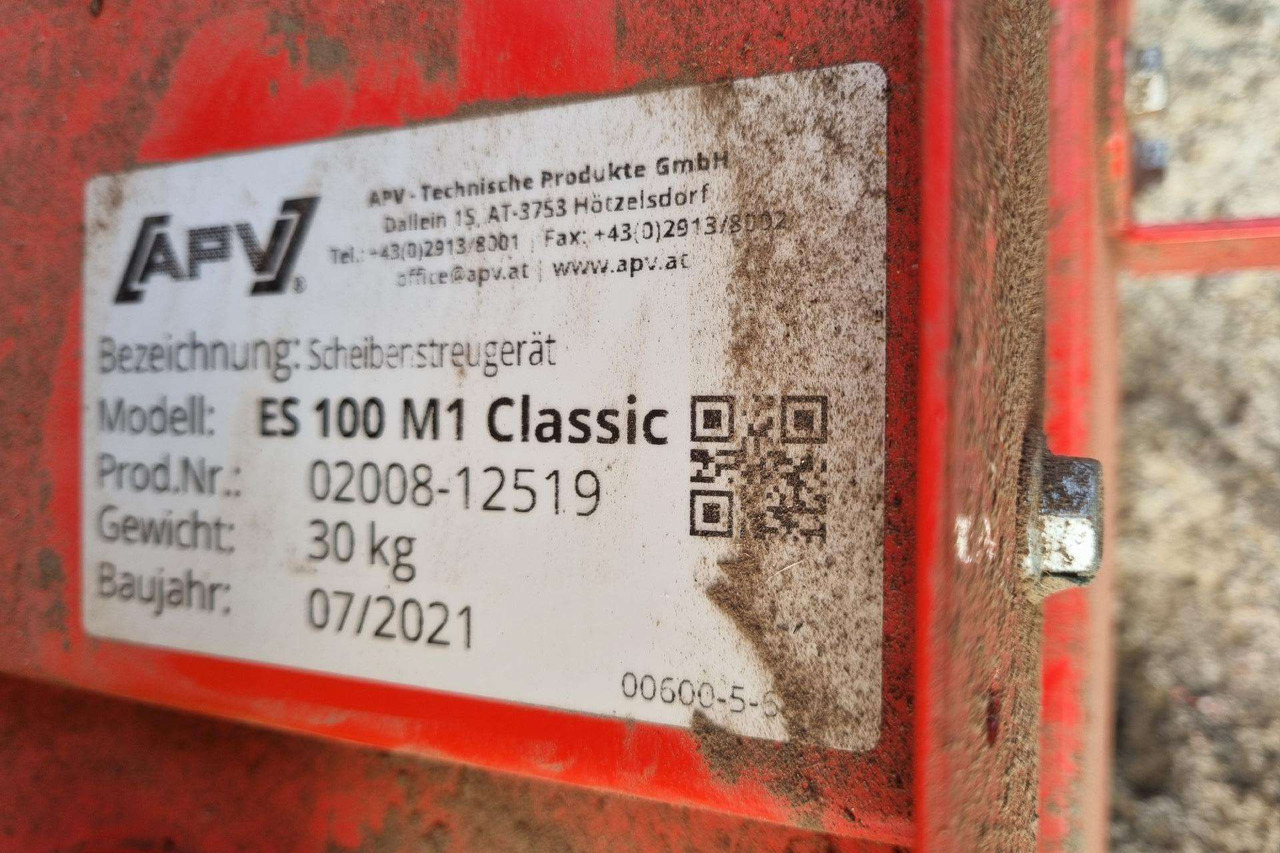 [APV]®
APV - Technische Produkte GmbH
Dallein 15, AT-3753 Hötzelsdorf
Tel.: +43(0)2913/8001 | Fax: +43(0)2913/8002
office@apv.at | www.apv.at
Bezeichnung: Scheibenstreugerät
Modell: ES 100 M1 Classic
Prod.Nr.: 02008-12519
Gewicht: 30 kg
Baujahr: 07/2021